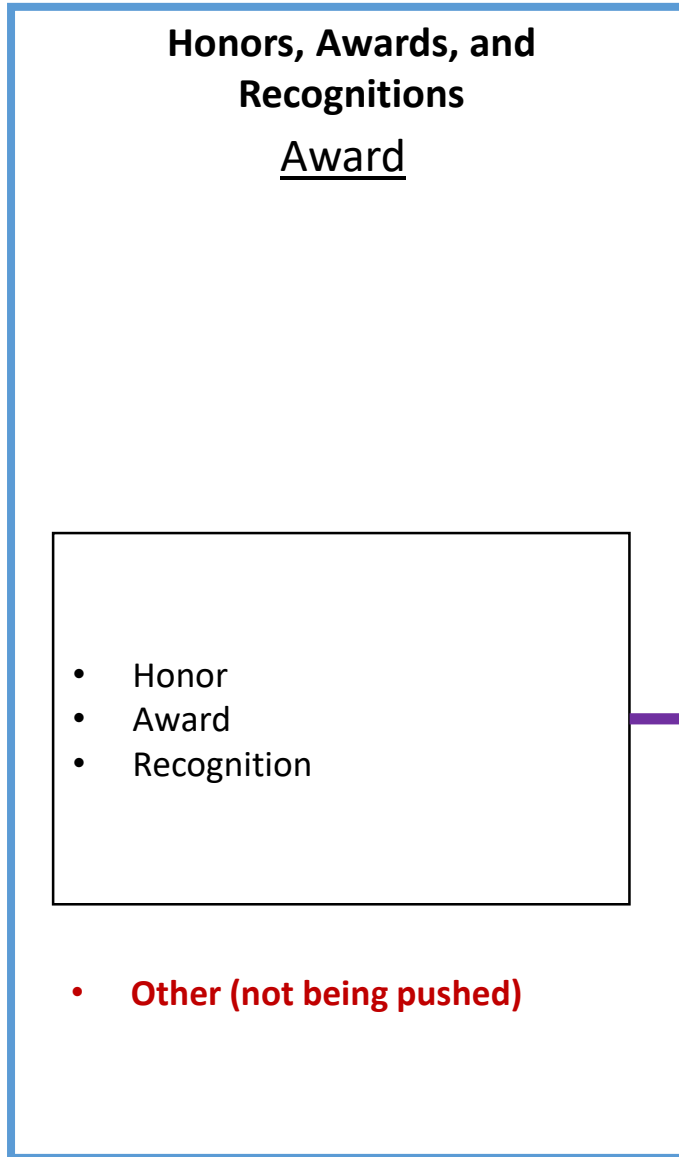 Honors, Awards, and
Recognitions
Award
• Honor
• Award
• Recognition
• Other (not being pushed)